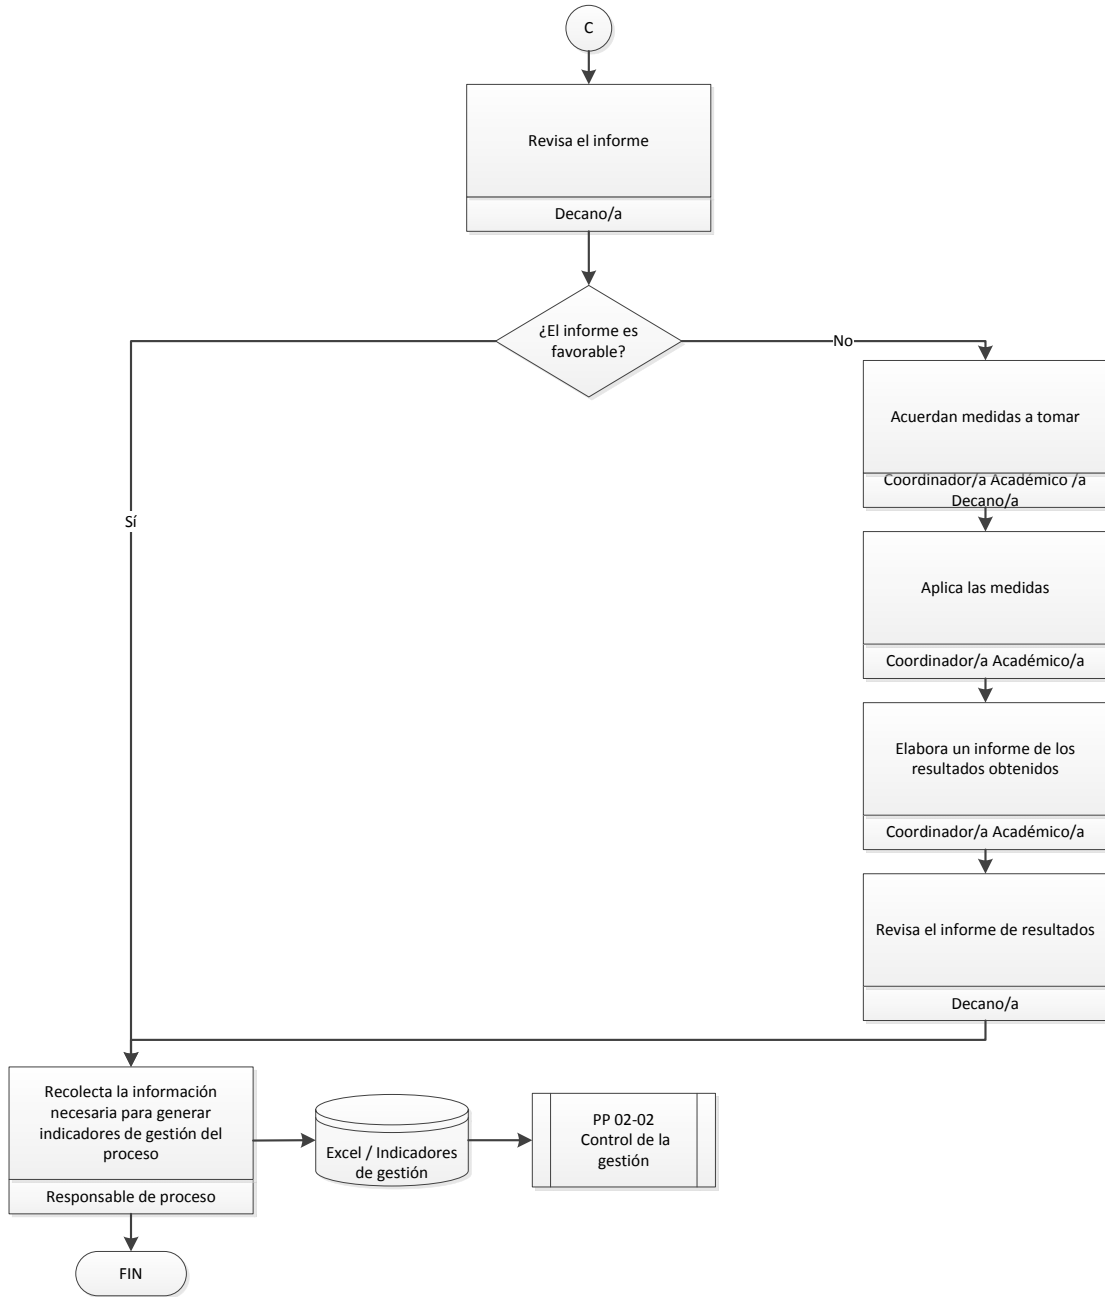 C
Revisa el informe
Decano/a
¿El informe es
favorable?
No
Acuerdan medidas a tomar
Coordinador/a Académico /a
Decano/a
Sí
Aplica las medidas
Coordinador/a Académico/a
Elabora un informe de los
resultados obtenidos
Coordinador/a Académico/a
Revisa el informe de resultados
Decano/a
Recolecta la información
necesaria para generar
indicadores de gestión del
proceso
Responsable de proceso
Excel / Indicadores
de gestión
PP 02-02
Control de la
gestión
FIN